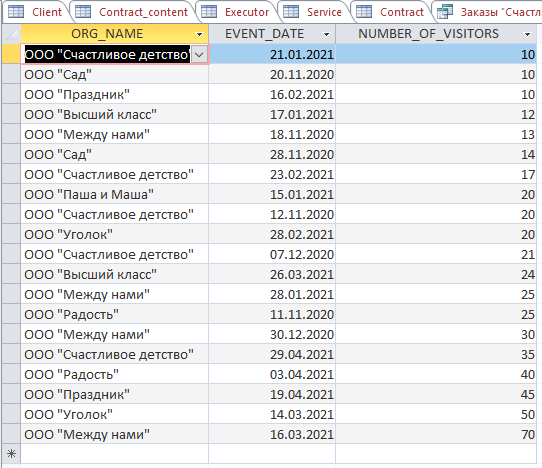 Client Contract_content Executor Service Contract Заказы "Счастл
ORG_NAME EVENT_DATE NUMBER_OF_VISITORS
ООО "Счастливое детство" 21.01.2021 10
ООО "Сад" 20.11.2020 10
ООО "Праздник" 16.02.2021 10
ООО "Высший класс" 17.01.2021 12
ООО "Между нами" 18.11.2020 13
ООО "Сад" 28.11.2020 14
ООО "Счастливое детство" 23.02.2021 17
ООО "Паша и Маша" 15.01.2021 20
ООО "Счастливое детство" 12.11.2020 20
ООО "Уголок" 28.02.2021 20
ООО "Счастливое детство" 07.12.2020 21
ООО "Высший класс" 26.03.2021 24
ООО "Между нами" 28.01.2021 25
ООО "Радость" 11.11.2020 25
ООО "Между нами" 30.12.2020 30
ООО "Счастливое детство" 29.04.2021 35
ООО "Радость" 03.04.2021 40
ООО "Праздник" 19.04.2021 45
ООО "Уголок" 14.03.2021 50
ООО "Между нами" 16.03.2021 70